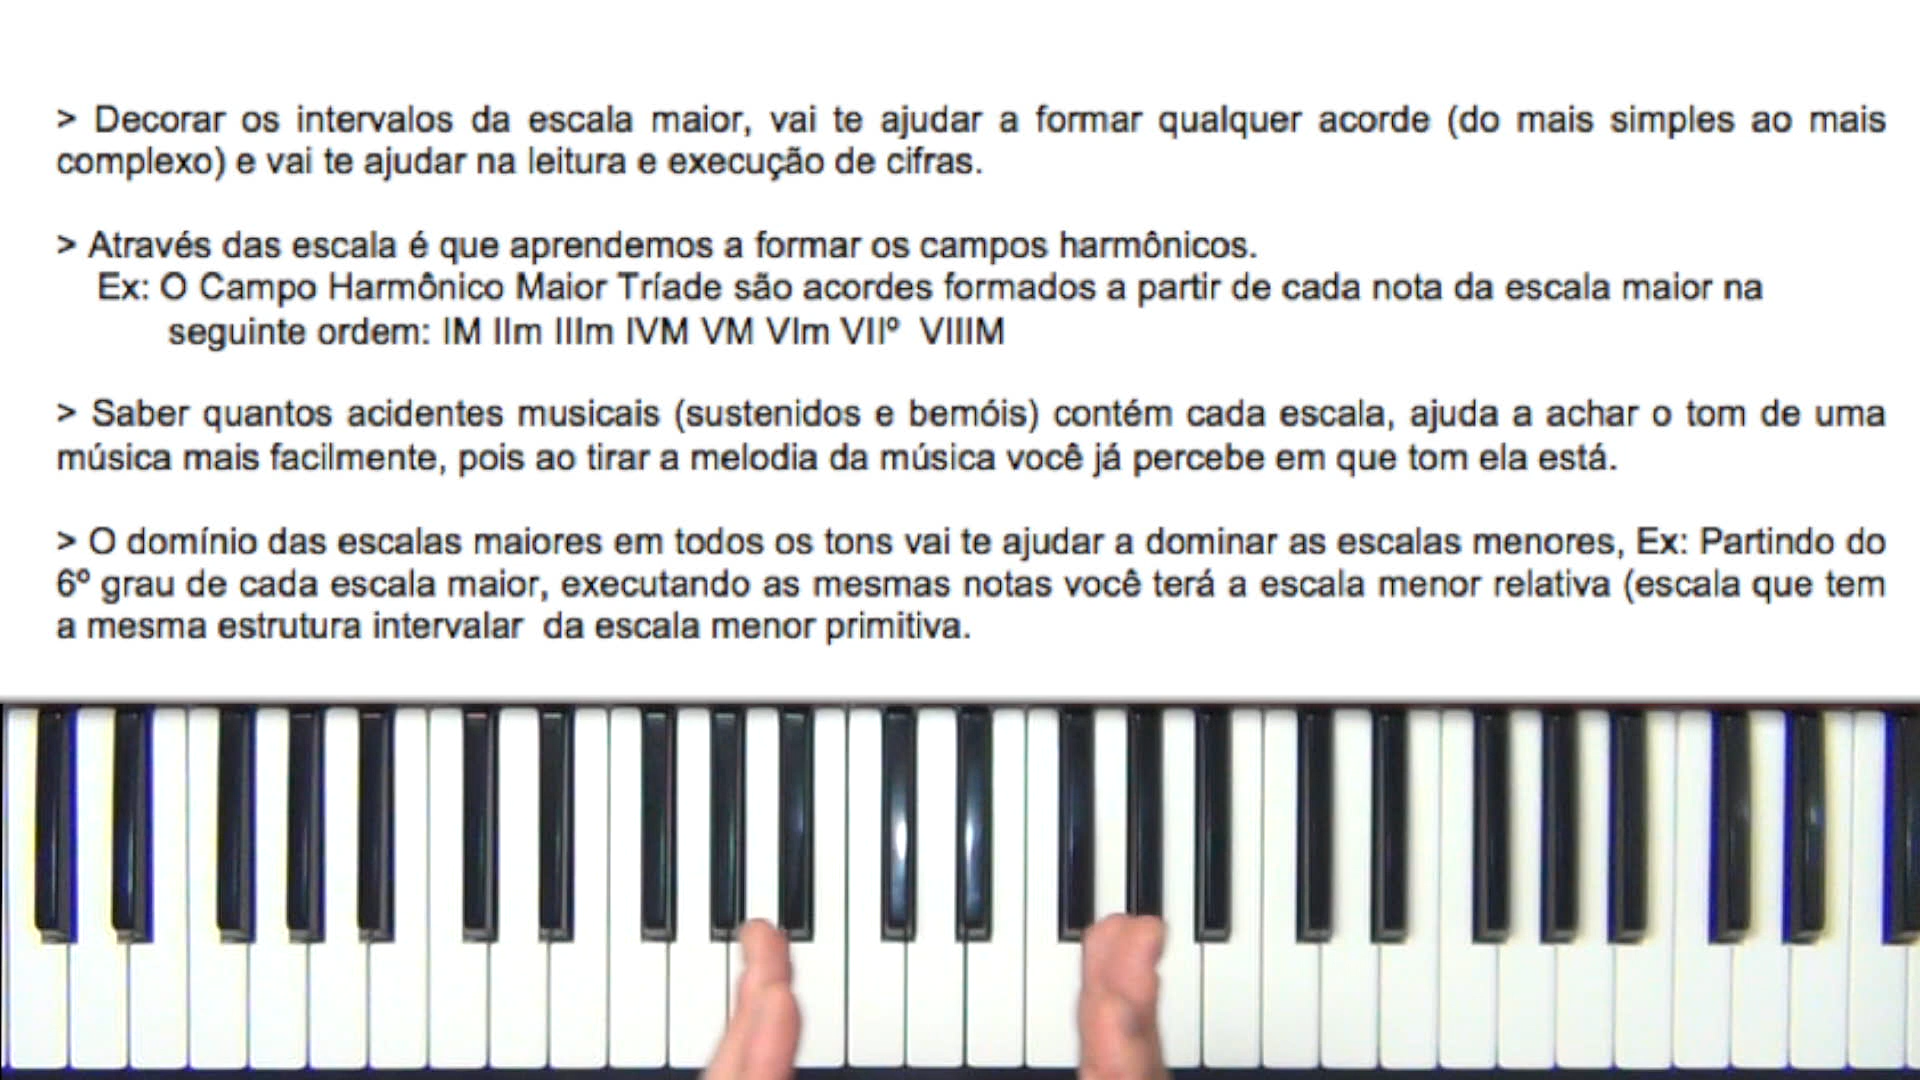 > Decorar os intervalos da escala maior, vai te ajudar a formar qualquer acorde (do mais simples ao mais
complexo) e vai te ajudar na leitura e execução de cifras.
> Através das escala é que aprendemos a formar os campos harmônicos.
Ex: O Campo Harmônico Maior Tríade são acordes formados a partir de cada nota da escala maior na
seguinte ordem: IM IIm IIIm IVM VM VIm VIIº VIIIM
> Saber quantos acidentes musicais (sustenidos e bemóis) contém cada escala, ajuda a achar o tom de uma
música mais facilmente, pois ao tirar a melodia da música você já percebe em que tom ela está.
> O domínio das escalas maiores em todos os tons vai te ajudar a dominar as escalas menores, Ex: Partindo do
6º grau de cada escala maior, executando as mesmas notas você terá a escala menor relativa (escala que tem
a mesma estrutura intervalar  da escala menor primitiva.